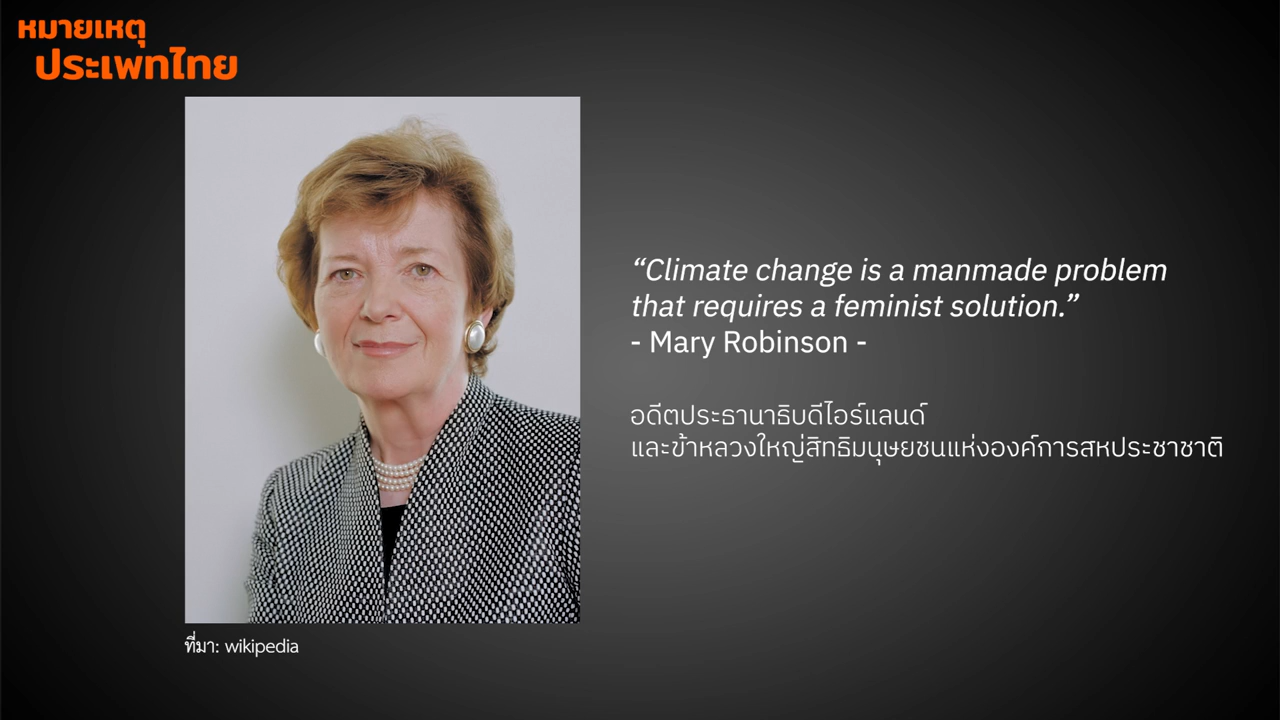 หมายเหตุ
ประเพทไทย
“Climate change is a manmade problem
that requires a feminist solution.”
- Mary Robinson -
อดีตประธานาธิบดีไอร์แลนด์
และข้าหลวงใหญ่สิทธิมนุษยชนแห่งองค์การสหประชาชาติ
ที่มา: wikipedia